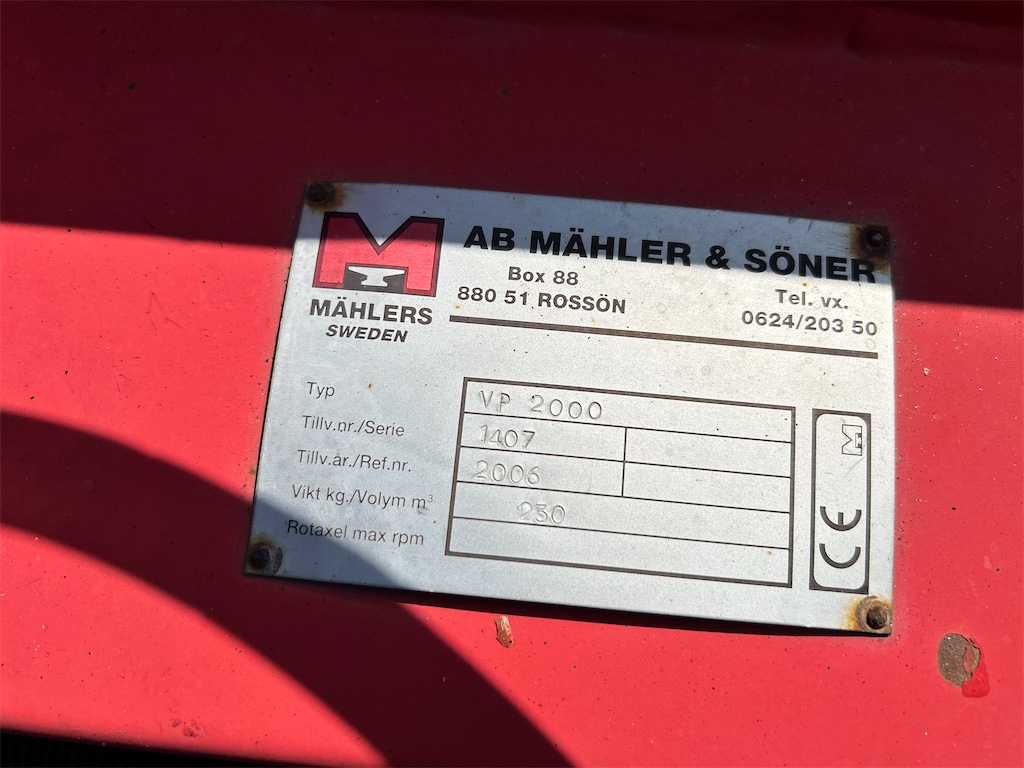 M
MÄHLERS
SWEDEN
AB MÄHLER & SÖNER
Box 88
880 51 ROSSÖN
Tel. vx.
0624/203 50
Typ VP 2000
Tillv.nr./Serie 1407
Tillv.år./Ref.nr. 2006
Vikt kg./Volym m³ 230
Rotaxel max rpm
M
CE